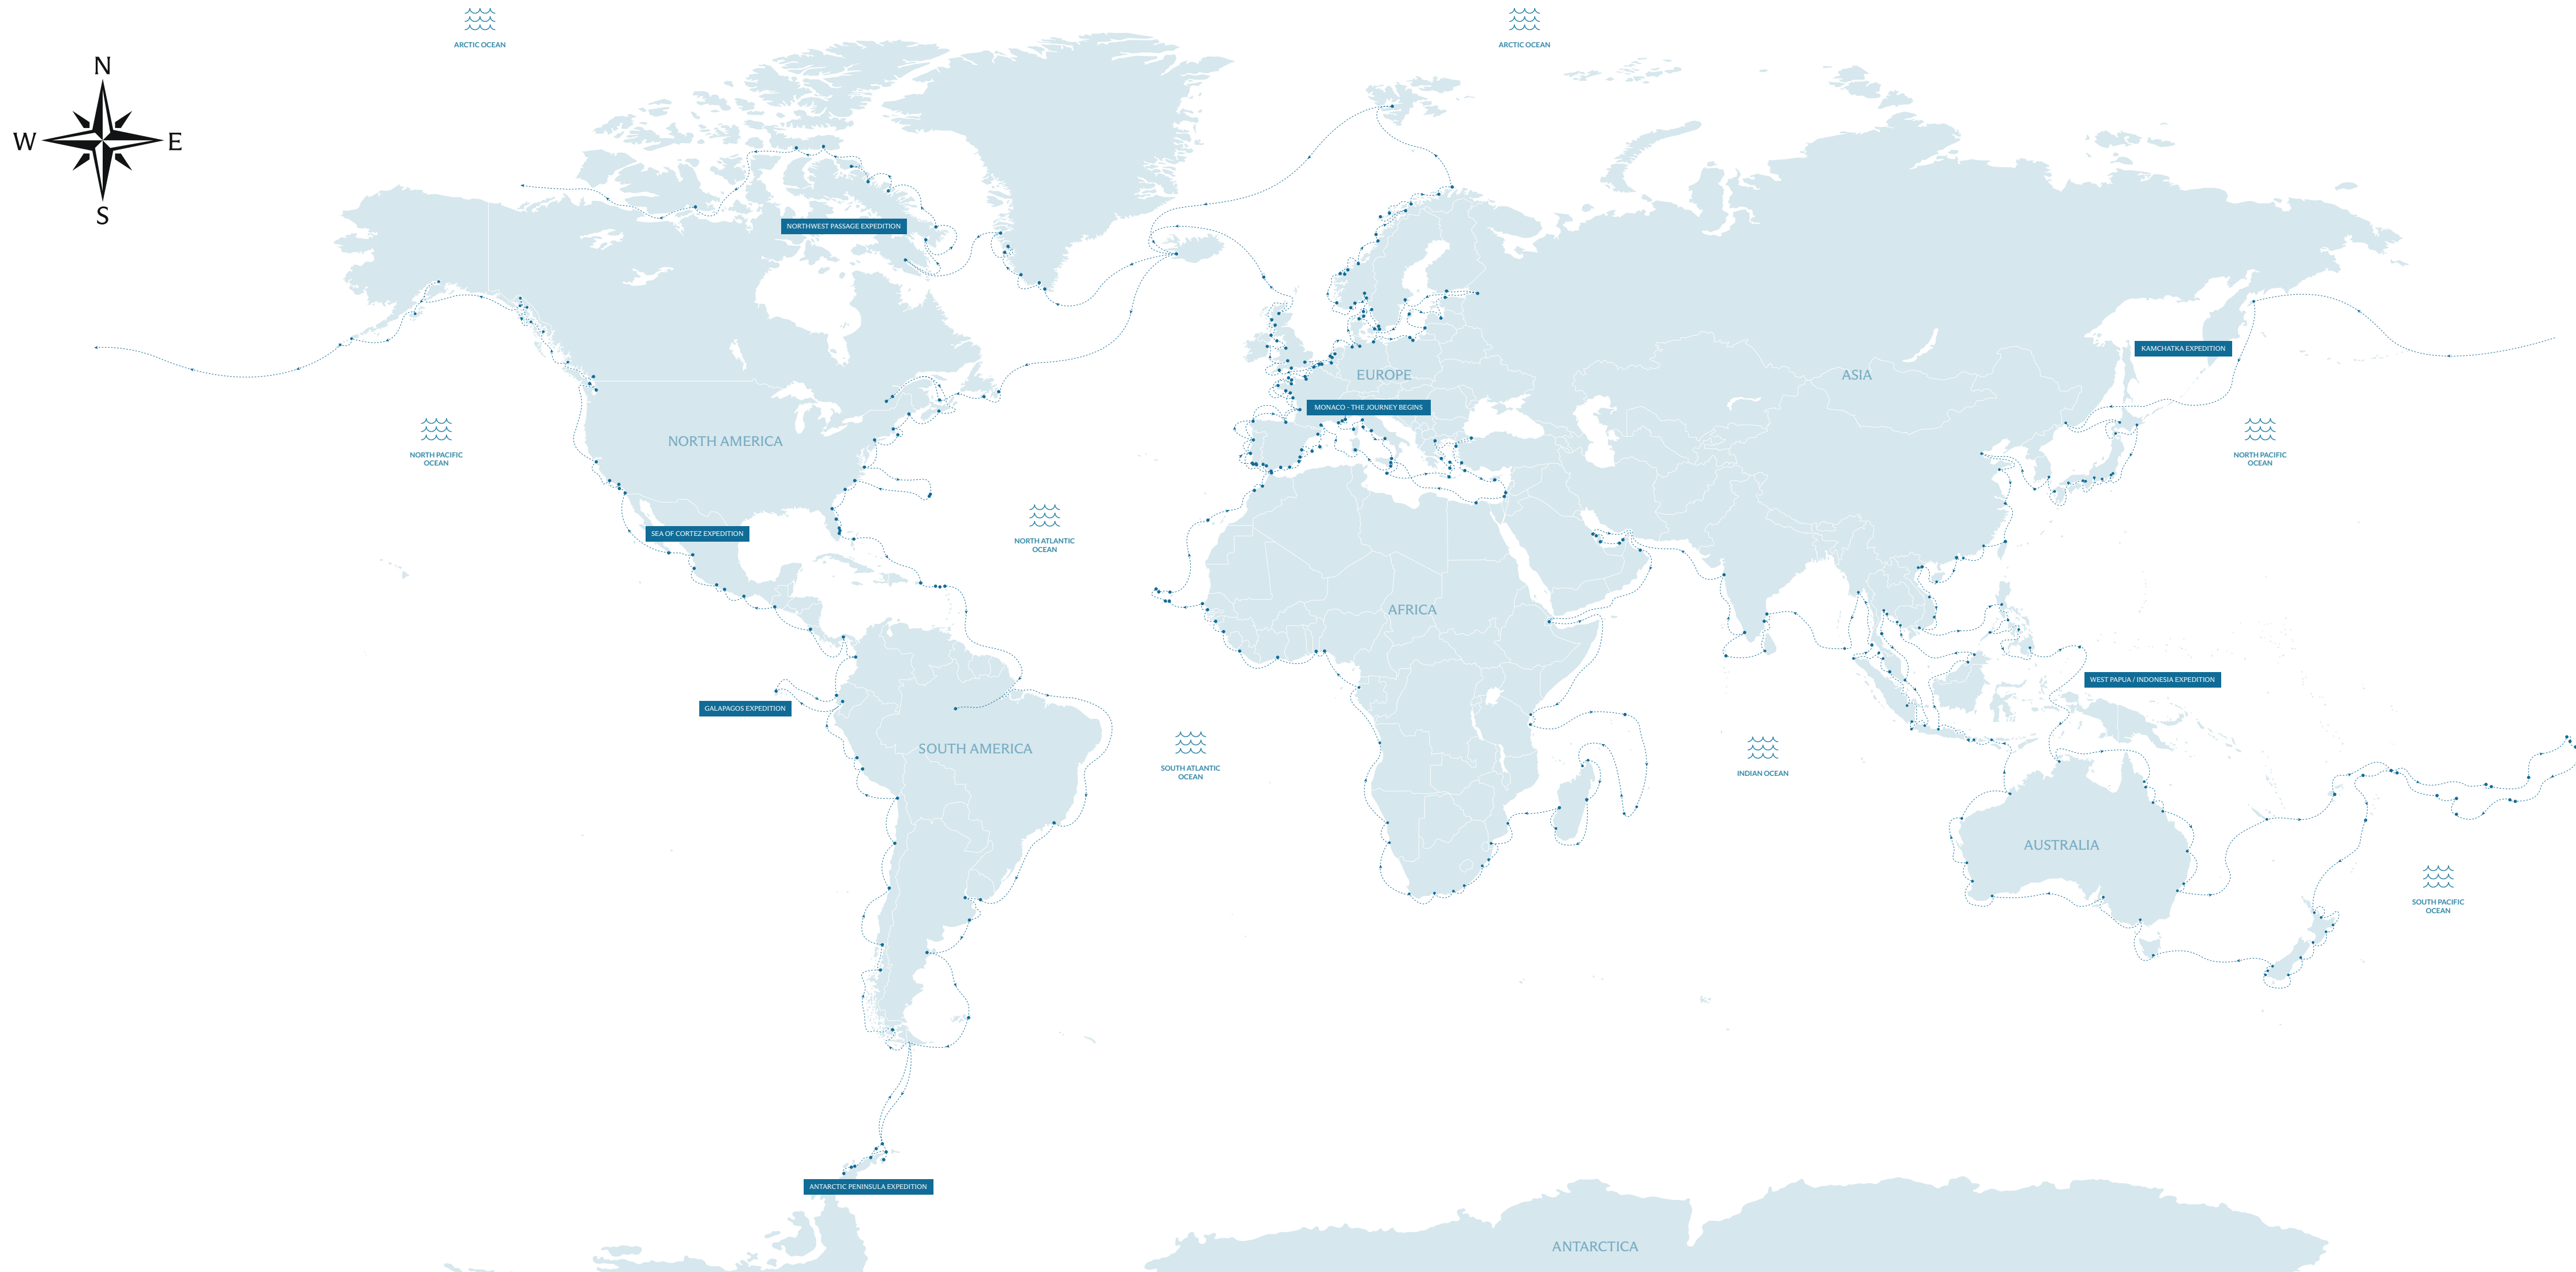 ARCTIC OCEAN
ARCTIC OCEAN
N
W
E
S
NORTHWEST PASSAGE EXPEDITION
KAMCHATKA EXPEDITION
EUROPE
ASIA
MONACO - THE JOURNEY BEGINS
NORTH AMERICA
NORTH PACIFIC
OCEAN
NORTH PACIFIC
OCEAN
SEA OF CORTEZ EXPEDITION
NORTH ATLANTIC
OCEAN
AFRICA
WEST PAPUA / INDONESIA EXPEDITION
GALAPAGOS EXPEDITION
SOUTH AMERICA
SOUTH ATLANTIC
OCEAN
INDIAN OCEAN
AUSTRALIA
SOUTH PACIFIC
OCEAN
ANTARCTIC PENINSULA EXPEDITION
ANTARCTICA